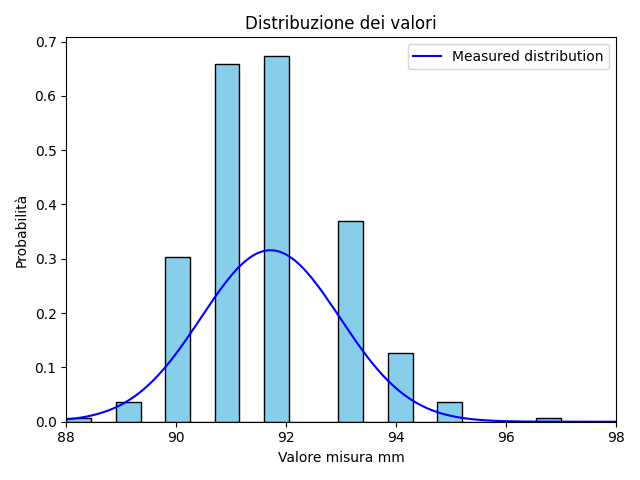 Distribuzione dei valori
Measured distribution
Probabilità
0.7
0.6
0.5
0.4
0.3
0.2
0.1
0.0
88 90 92 94 96 98
Valore misura mm